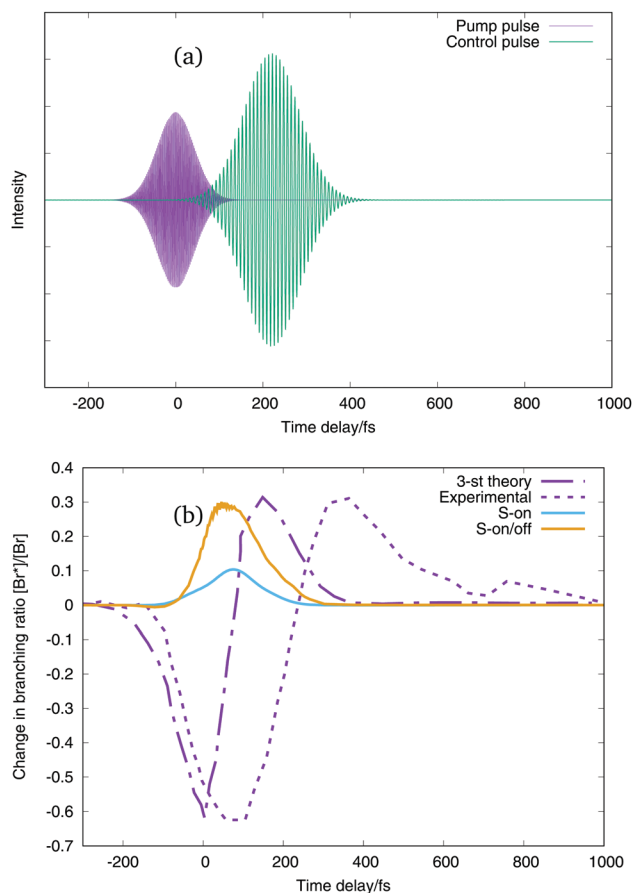 (a)
Pump pulse
Control pulse
Intensity
-200 0 200 400 600 800 1000
Time delay/fs
(b)
3-st theory
Experimental
S-on
S-on/off
Change in branching ratio [Br*]/[Br]
0.4
0.3
0.2
0.1
0
-0.1
-0.2
-0.3
-0.4
-0.5
-0.6
-0.7
-200 0 200 400 600 800 1000
Time delay/fs